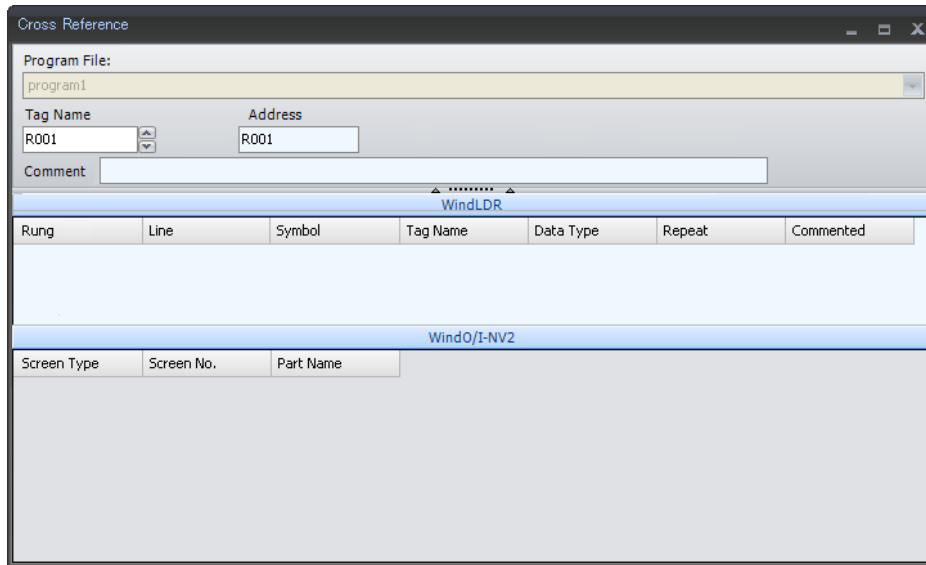 Cross Reference
Program File:
program1
Tag Name Address
R001 R001
Comment
WindLDR
Rung Line Symbol Tag Name Data Type Repeat Commented
WindO/I-NV2
Screen Type Screen No. Part Name